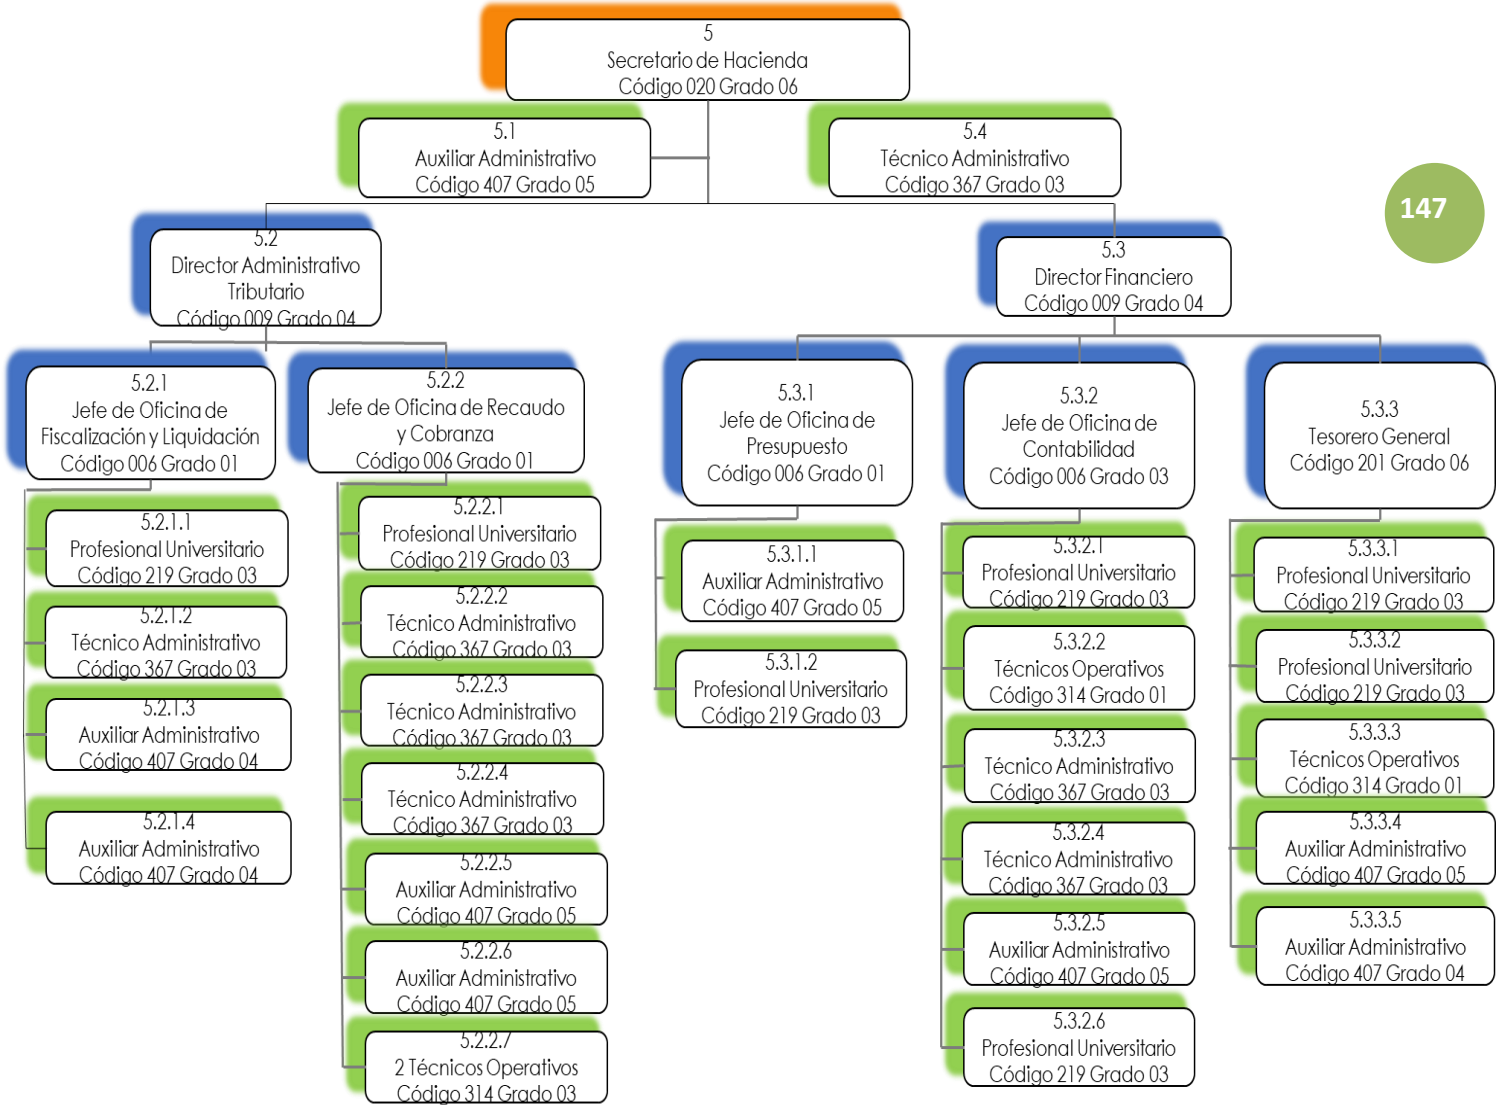 5
Secretario de Hacienda
Código 020 Grado 06
5.1
Auxiliar Administrativo
Código 407 Grado 05
5.4
Técnico Administrativo
Código 367 Grado 03
147
5.2
Director Administrativo
Tributario
Código 009 Grado 04
5.3
Director Financiero
Código 009 Grado 04
5.2.1
Jefe de Oficina de
Fiscalización y Liquidación
Código 006 Grado 01
5.2.2
Jefe de Oficina de Recaudo
y Cobranza
Código 006 Grado 01
5.3.1
Jefe de Oficina de
Presupuesto
Código 006 Grado 01
5.3.2
Jefe de Oficina de
Contabilidad
Código 006 Grado 03
5.3.3
Tesorero General
Código 201 Grado 06
5.2.1.1
Profesional Universitario
Código 219 Grado 03
5.2.1.2
Técnico Administrativo
Código 367 Grado 03
5.2.1.3
Auxiliar Administrativo
Código 407 Grado 04
5.2.1.4
Auxiliar Administrativo
Código 407 Grado 04
5.2.2.1
Profesional Universitario
Código 219 Grado 03
5.2.2.2
Técnico Administrativo
Código 367 Grado 03
5.2.2.3
Técnico Administrativo
Código 367 Grado 03
5.2.2.4
Técnico Administrativo
Código 367 Grado 03
5.2.2.5
Auxiliar Administrativo
Código 407 Grado 05
5.2.2.6
Auxiliar Administrativo
Código 407 Grado 05
5.2.2.7
2 Técnicos Operativos
Código 314 Grado 03
5.3.1.1
Auxiliar Administrativo
Código 407 Grado 05
5.3.1.2
Profesional Universitario
Código 219 Grado 03
5.3.2.1
Profesional Universitario
Código 219 Grado 03
5.3.2.2
Técnicos Operativos
Código 314 Grado 01
5.3.2.3
Técnico Administrativo
Código 367 Grado 03
5.3.2.4
Técnico Administrativo
Código 367 Grado 03
5.3.2.5
Auxiliar Administrativo
Código 407 Grado 05
5.3.2.6
Profesional Universitario
Código 219 Grado 03
5.3.3.1
Profesional Universitario
Código 219 Grado 03
5.3.3.2
Profesional Universitario
Código 219 Grado 03
5.3.3.3
Técnicos Operativos
Código 314 Grado 01
5.3.3.4
Auxiliar Administrativo
Código 407 Grado 05
5.3.3.5
Auxiliar Administrativo
Código 407 Grado 04